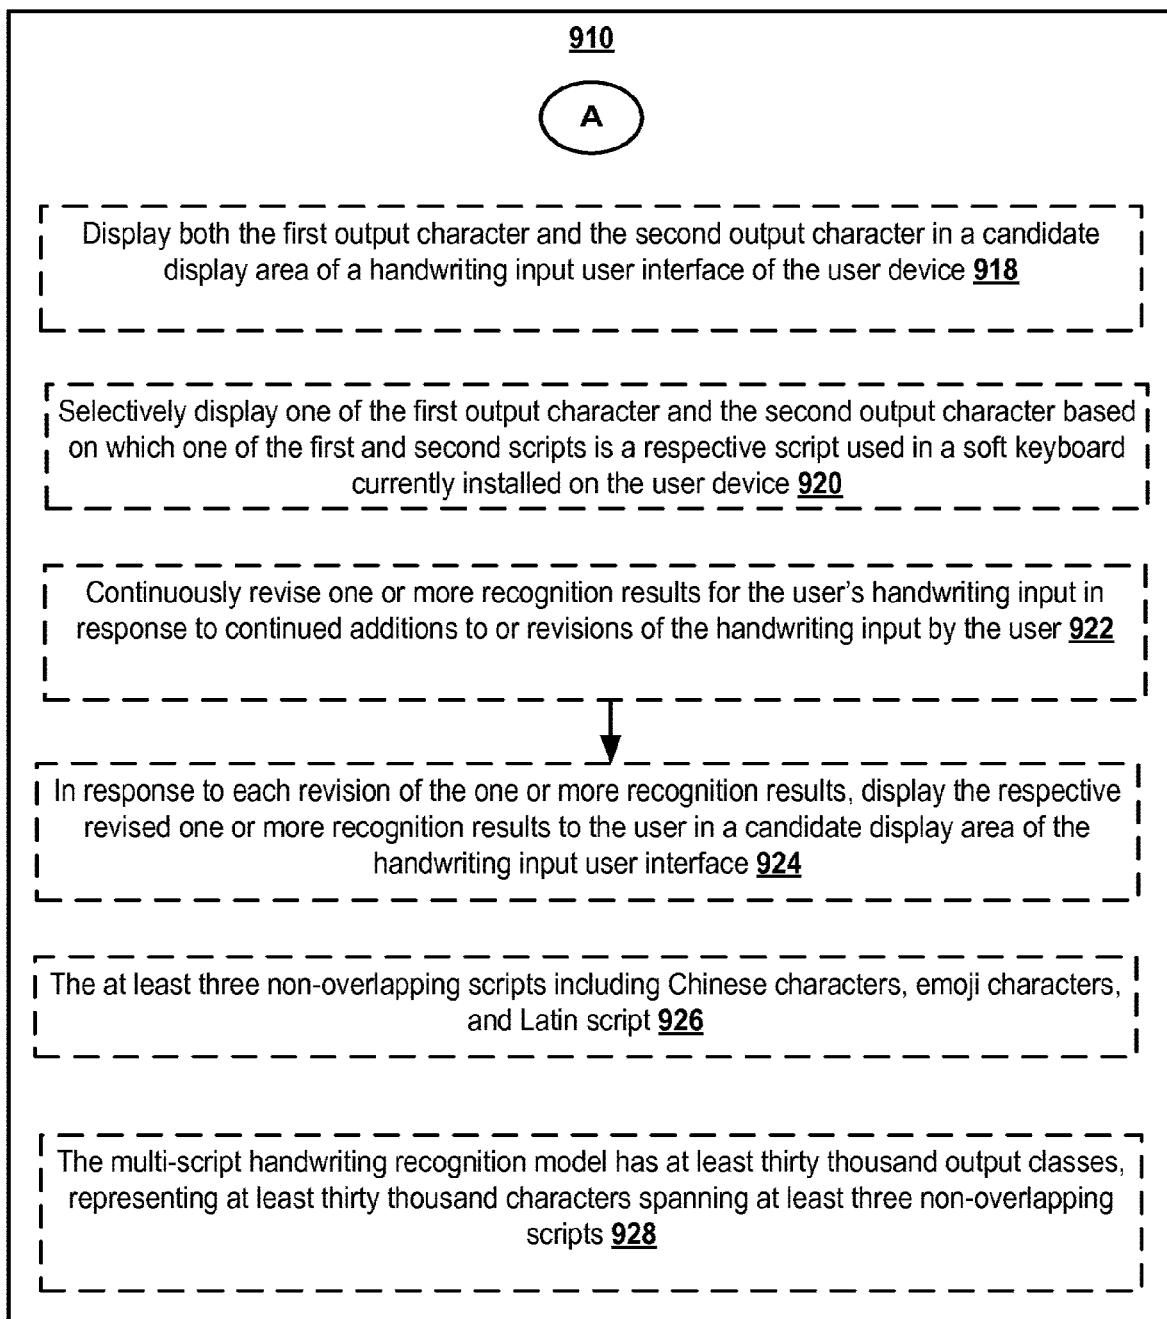 910
A
Display both the first output character and the second output character in a candidate
display area of a handwriting input user interface of the user device 918
Selectively display one of the first output character and the second output character based
on which one of the first and second scripts is a respective script used in a soft keyboard
currently installed on the user device 920
Continuously revise one or more recognition results for the user's handwriting input in
response to continued additions to or revisions of the handwriting input by the user 922
In response to each revision of the one or more recognition results, display the respective
revised one or more recognition results to the user in a candidate display area of the
handwriting input user interface 924
The at least three non-overlapping scripts including Chinese characters, emoji characters,
and Latin script 926
The multi-script handwriting recognition model has at least thirty thousand output classes,
representing at least thirty thousand characters spanning at least three non-overlapping
scripts 928